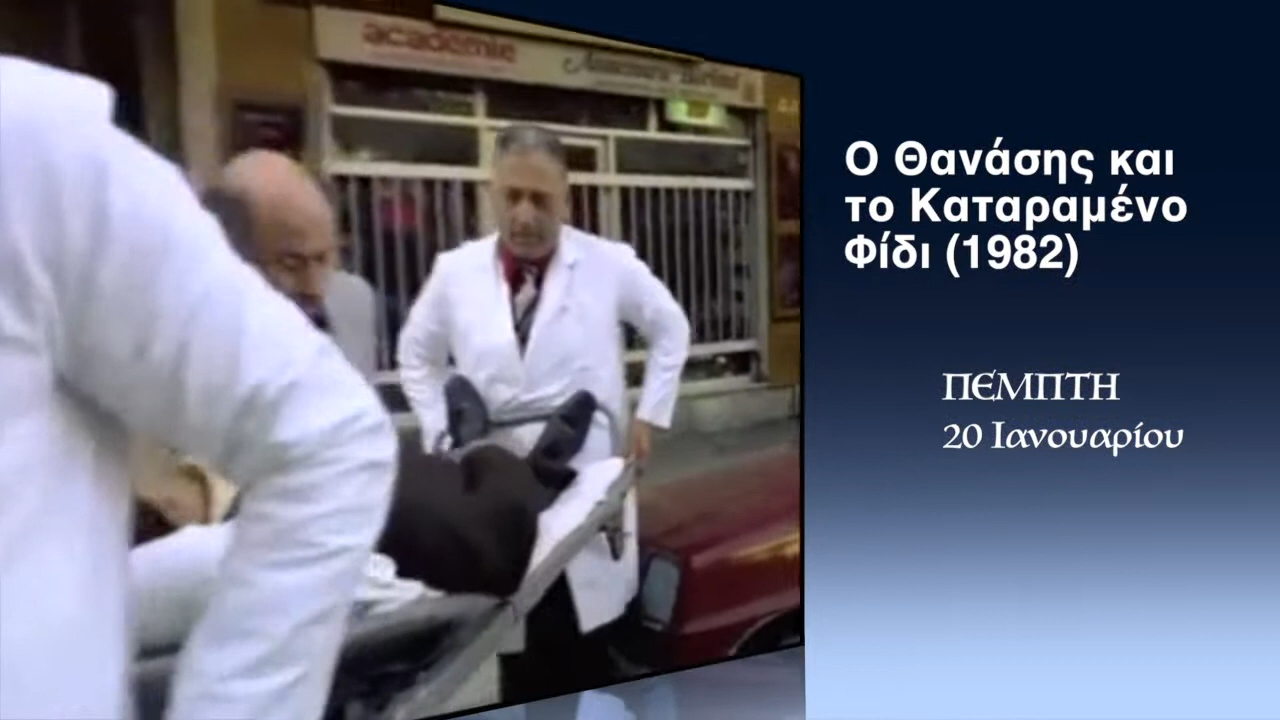 academie
Ο Θανάσης και
το Καταραμένο
Φίδι (1982)
ΠΕΜΠΤΗ
20 Ιανουαρίου